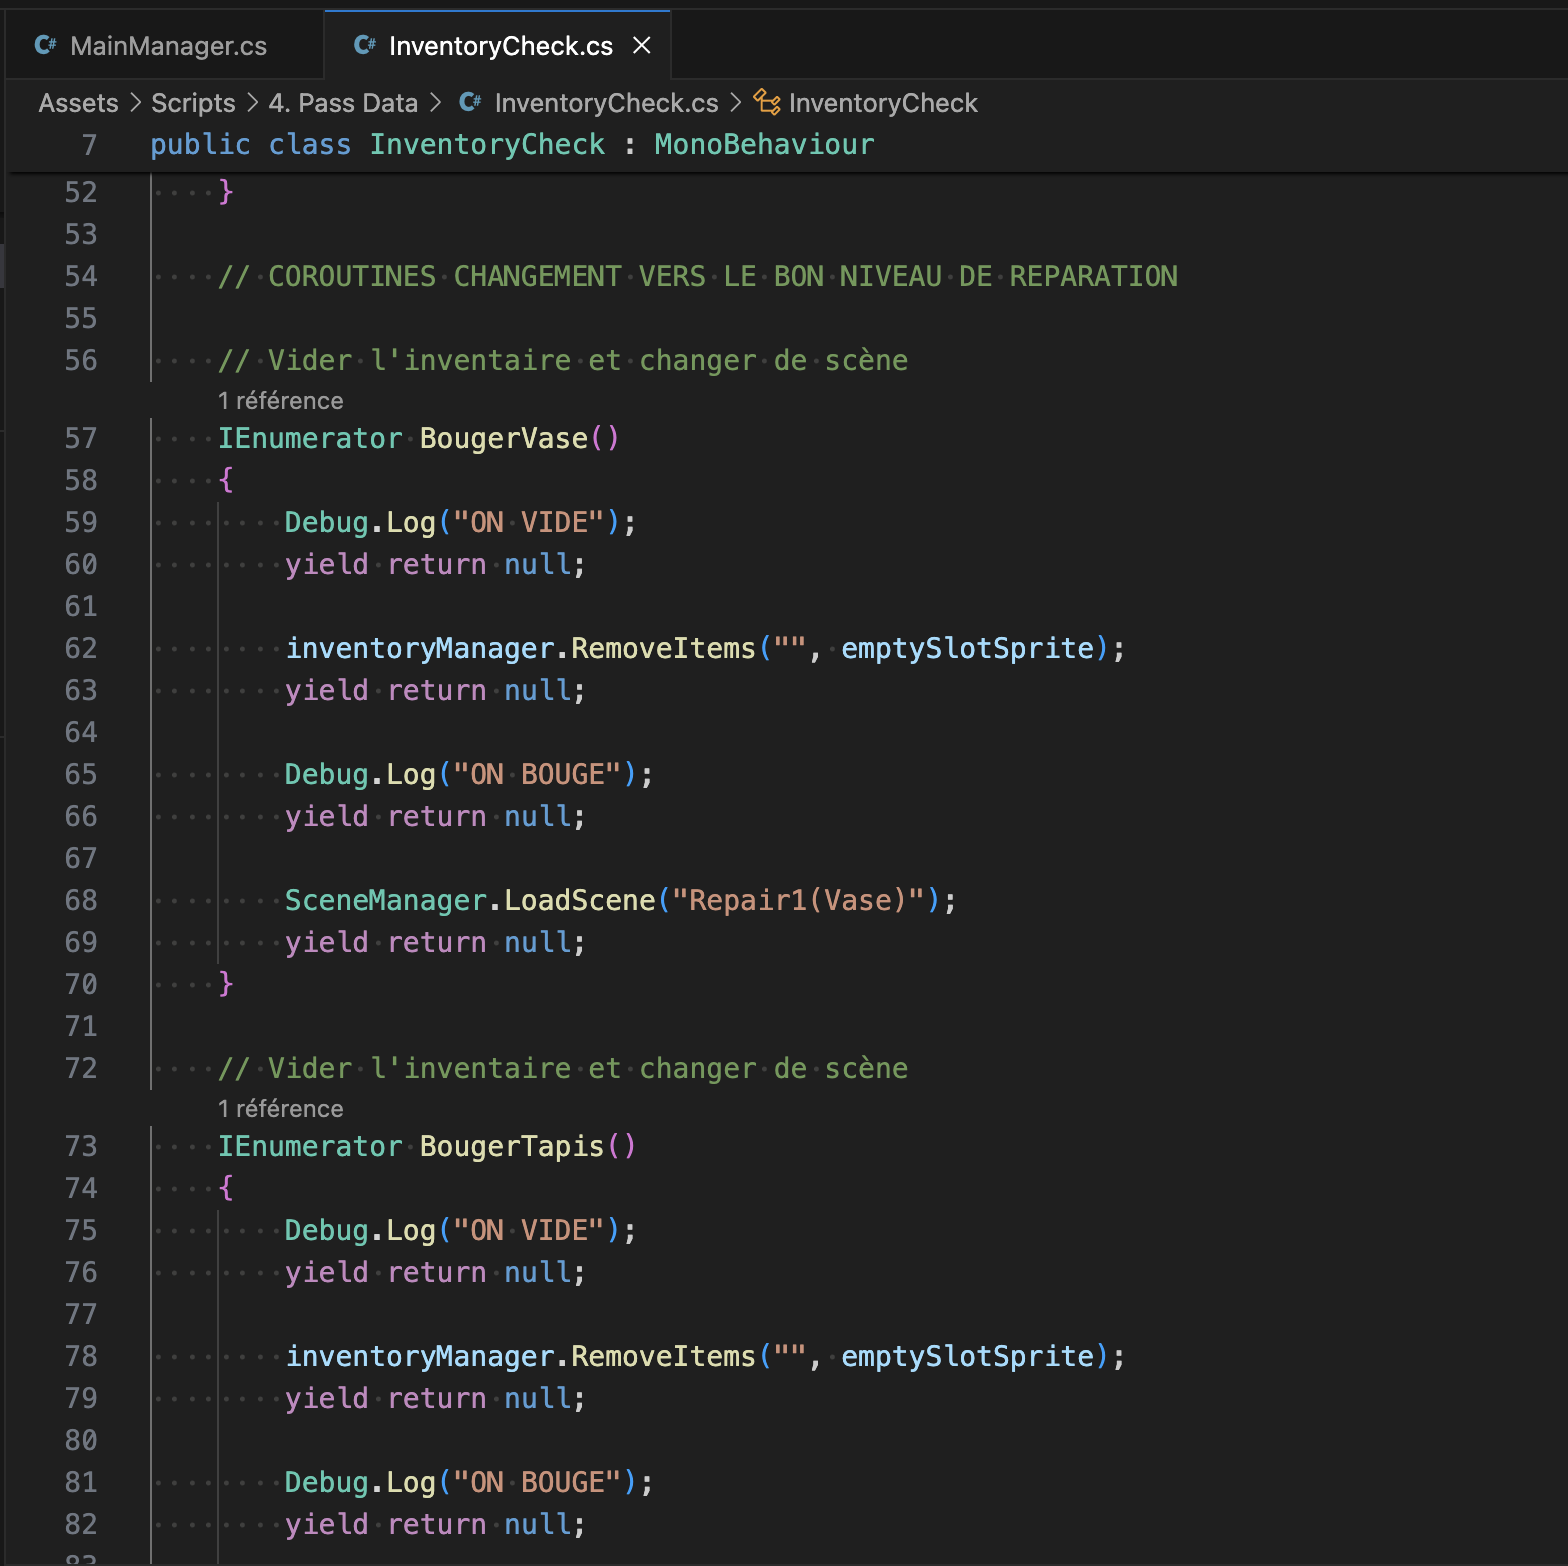 MainManager.cs
InventoryCheck.cs
Assets > Scripts > 4. Pass Data > InventoryCheck.cs > InventoryCheck
7 public class InventoryCheck : MonoBehaviour
52 }
53
54 // COROUTINES CHANGEMENT VERS LE BON NIVEAU DE REPARATION
55
56 // Vider l'inventaire et changer de scène
1 référence
57 IEnumerator BougerVase()
58 {
59 Debug.Log("ON VIDE");
60 yield return null;
61
62 inventoryManager.RemoveItems("", emptySlotSprite);
63 yield return null;
64
65 Debug.Log("ON BOUGE");
66 yield return null;
67
68 SceneManager.LoadScene("Repair1(Vase)");
69 yield return null;
70 }
71
72 // Vider l'inventaire et changer de scène
1 référence
73 IEnumerator BougerTapis()
74 {
75 Debug.Log("ON VIDE");
76 yield return null;
77
78 inventoryManager.RemoveItems("", emptySlotSprite);
79 yield return null;
80
81 Debug.Log("ON BOUGE");
82 yield return null;
83